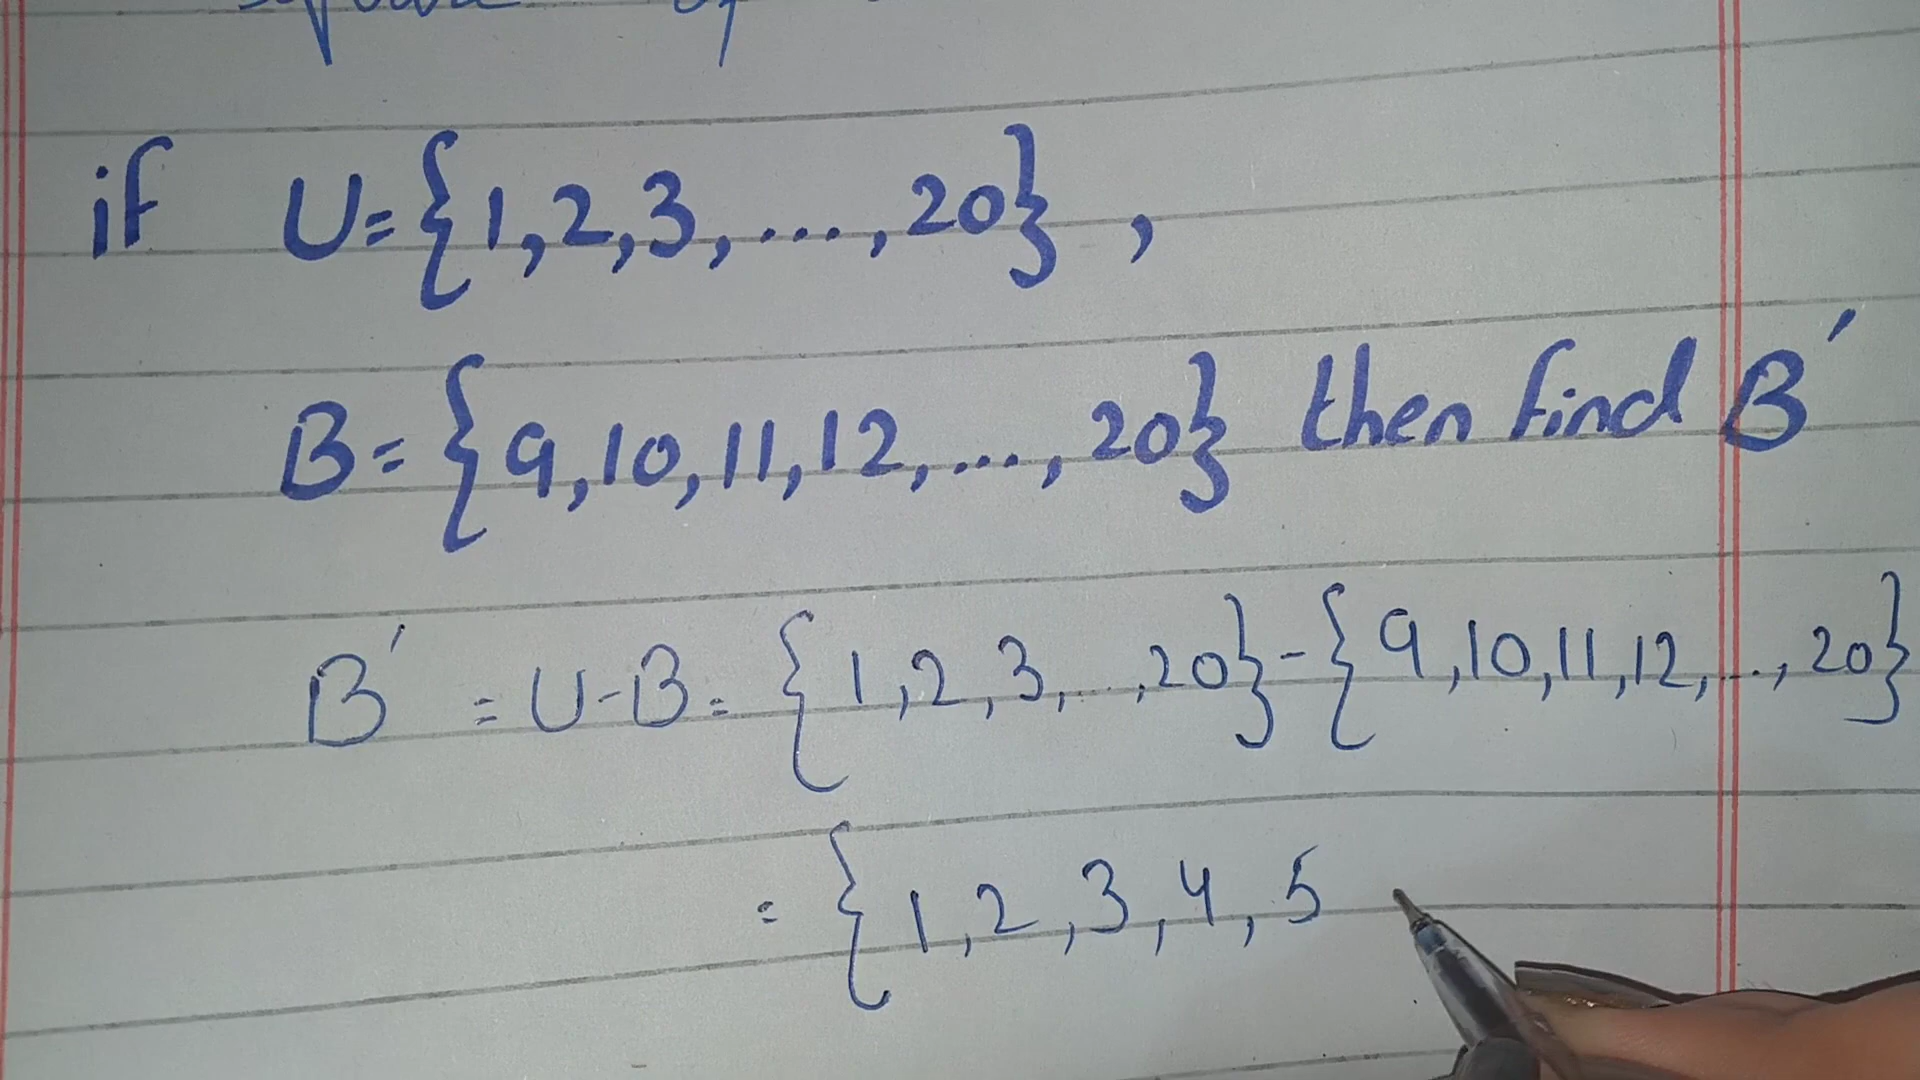 if U={1,2,3,....,20},
B={9,10,11,12,...,20} then find B'
B' = U-B= {1,2,3,...,20}-{9,10,11,12,...,20}
= {1,2,3,4,5